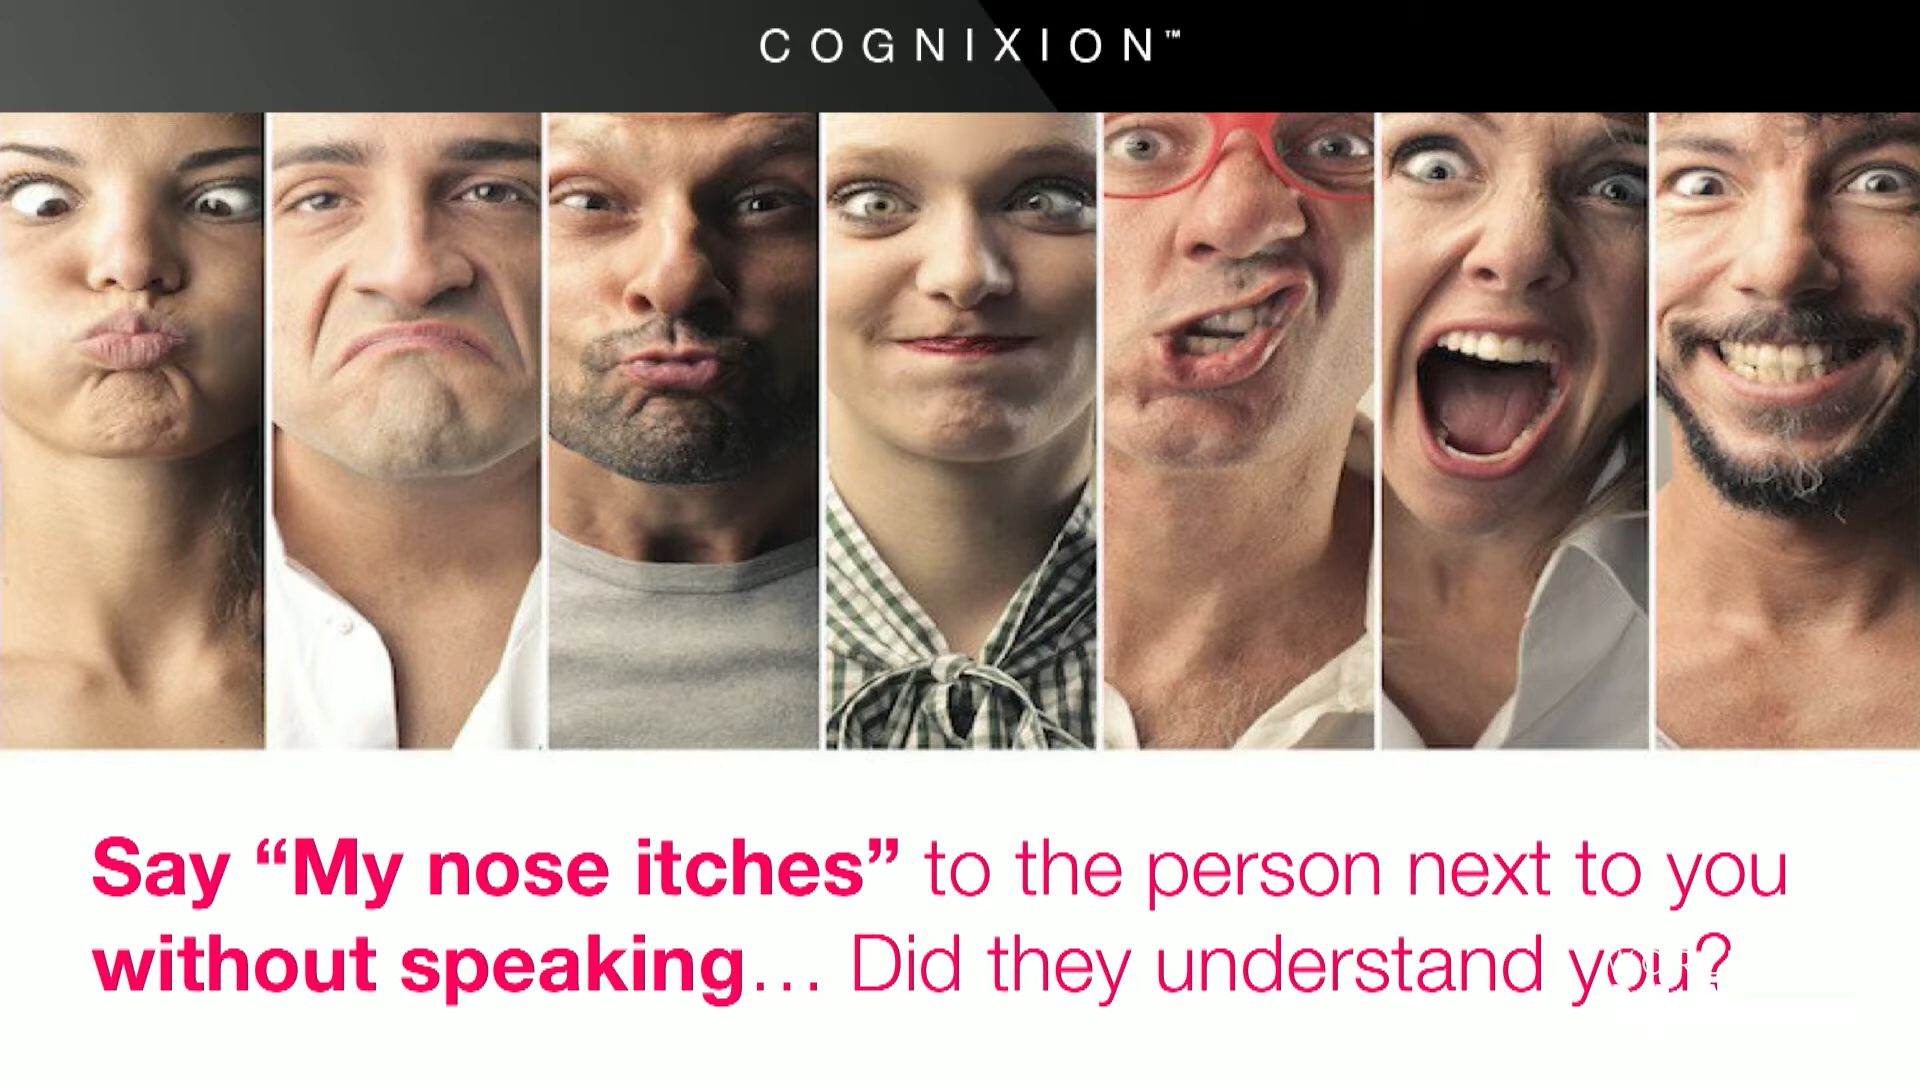 COGNIXION™
Say “My nose itches” to the person next to you
without speaking… Did they understand you?